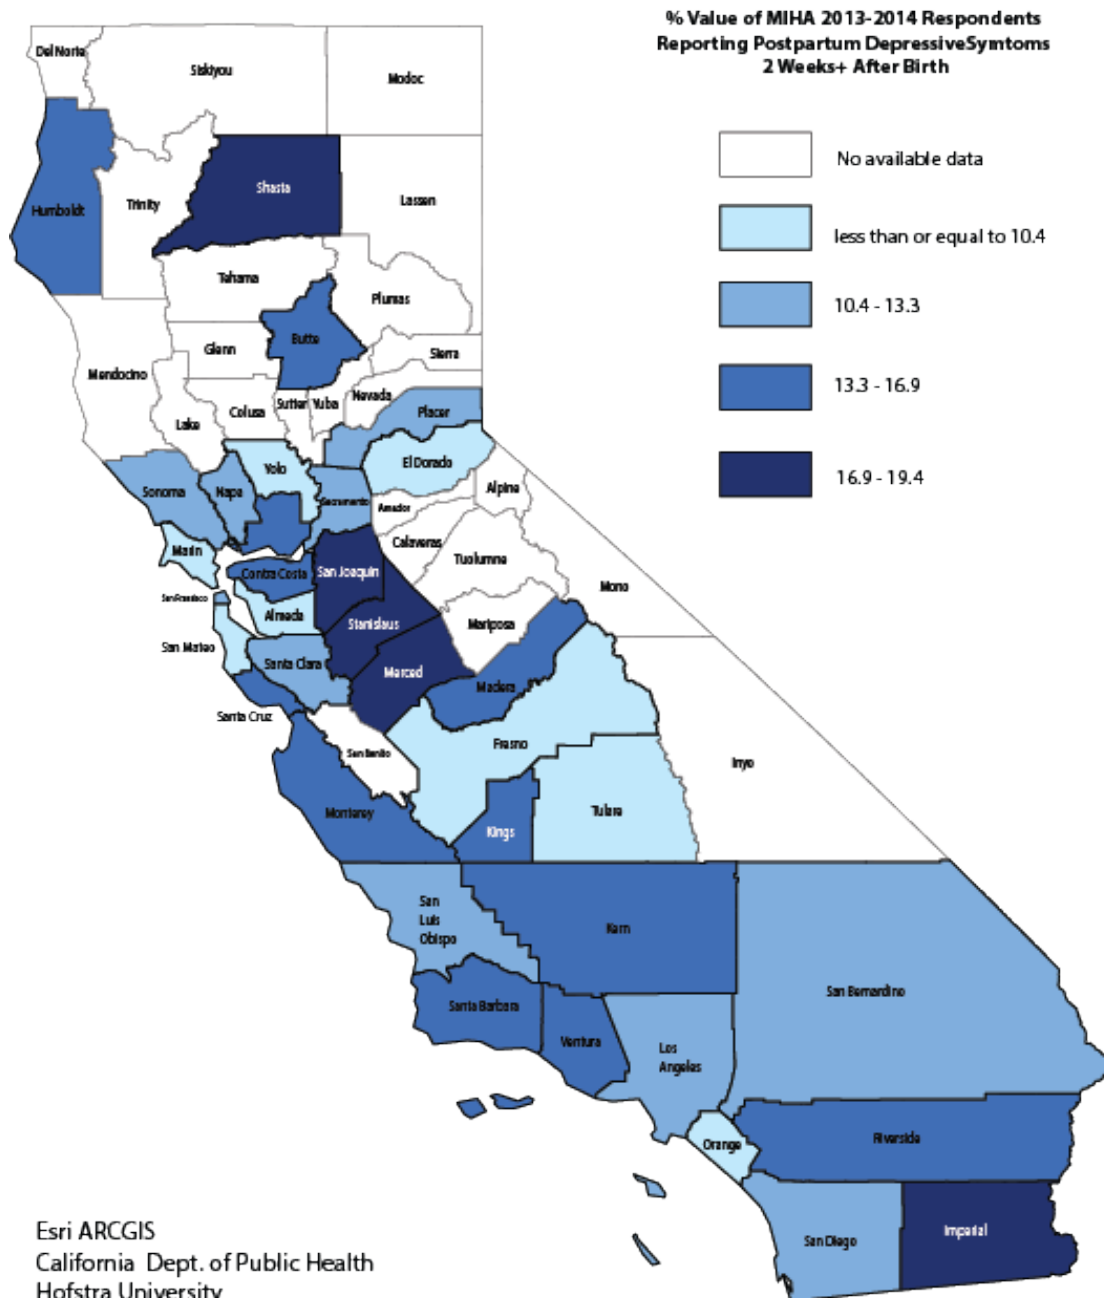 % Value of MIHA 2013-2014 Respondents
Reporting Postpartum DepressiveSymtoms
2 Weeks+ After Birth
No available data
less than or equal to 10.4
10.4 - 13.3
13.3 - 16.9
16.9 - 19.4
Del Norte
Siskiyou
Modoc
Humboldt
Trinity
Shasta
Lassen
Tehama
Plumas
Mendocino
Glenn
Butte
Sierra
Lake
Colusa
Sutter
Yuba
Nevada
Placer
Yolo
El Dorado
Sonoma
Napa
Sacramento
Amador
Alpine
Marin
Calaveras
Tuolumne
Mono
Contra Costa
San Joaquin
San Francisco
Almeda
Stanislaus
Mariposa
San Mateo
Santa Clara
Merced
Madera
Santa Cruz
San Benito
Fresno
Inyo
Monterey
Kings
Tulare
San
Luis
Obispo
Kern
San Bernardino
Santa Barbara
Ventura
Los
Angeles
Orange
Riverside
San Diego
Imperial
Esri ARCGIS
California Dept. of Public Health
Hofstra University